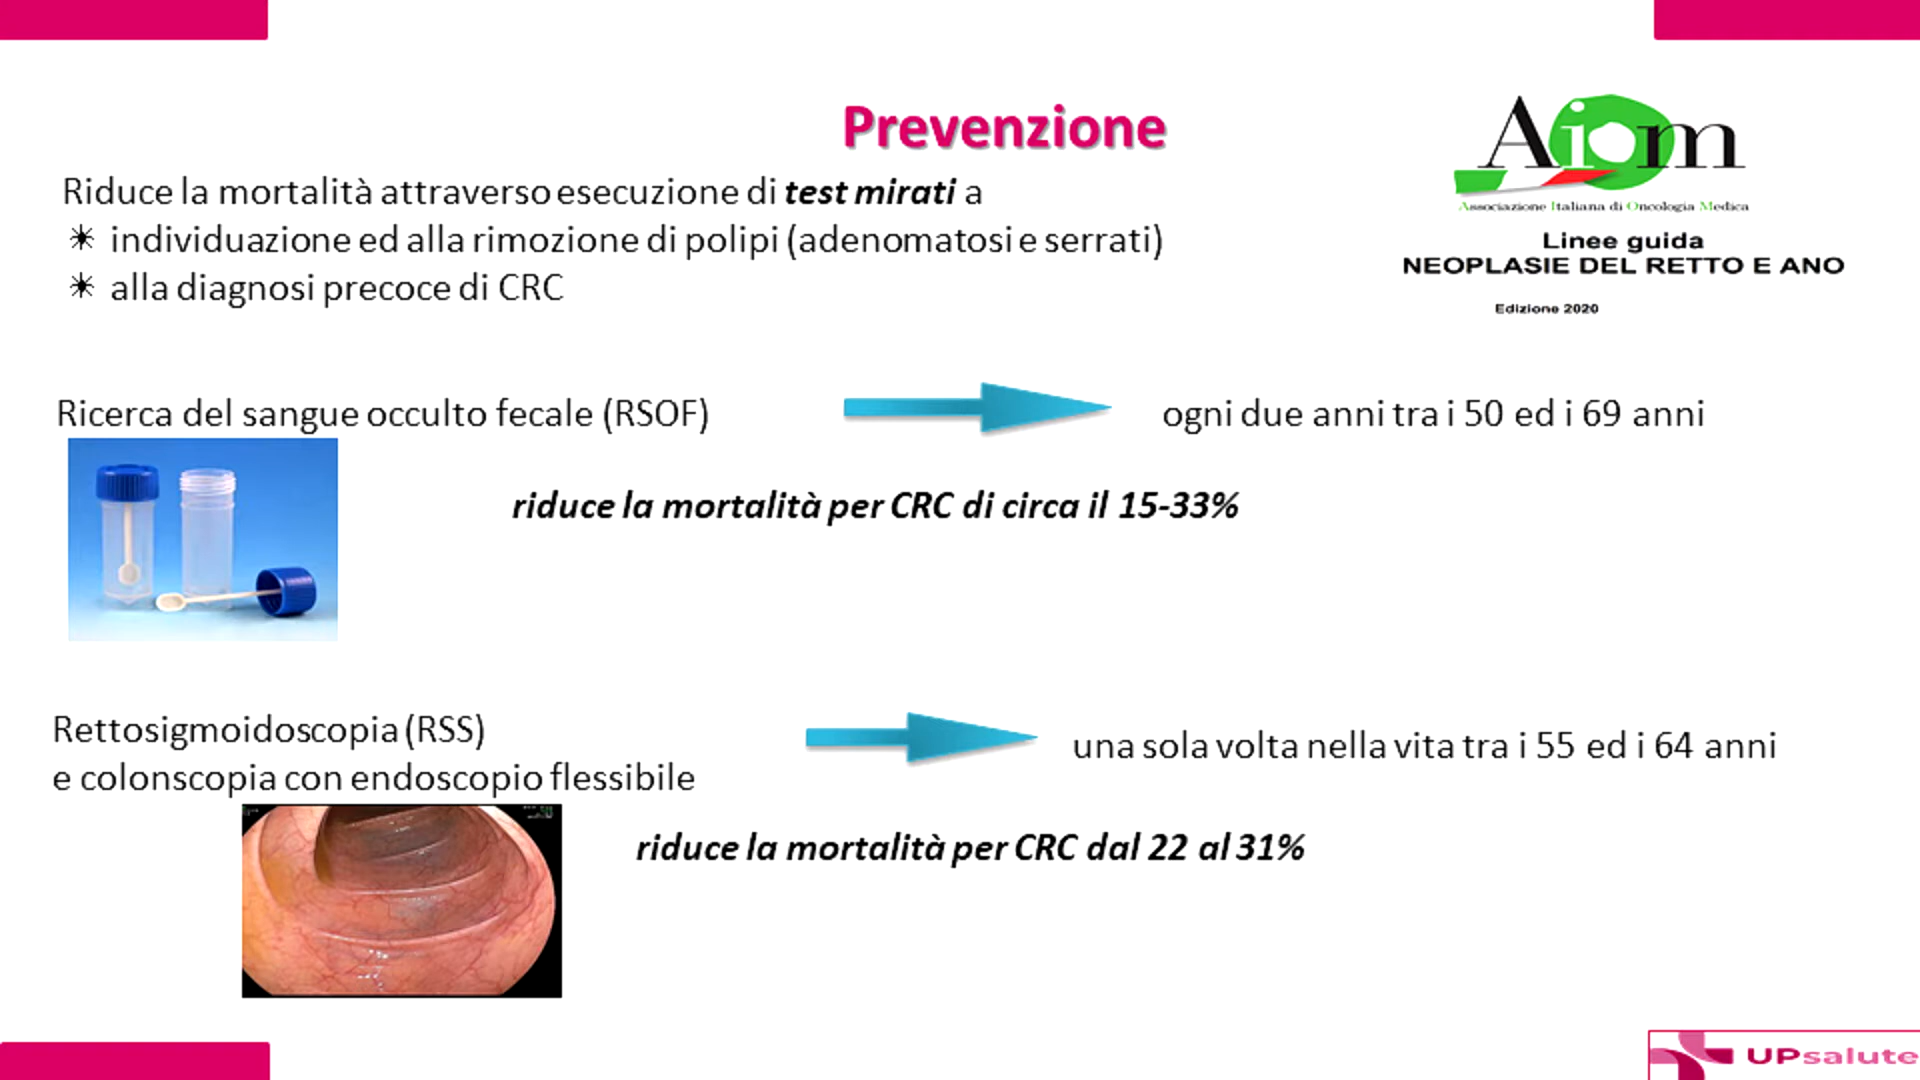 Prevenzione
Aiom
Associazione Italiana di Oncologia Medica
Linee guida
NEOPLASIE DEL RETTO E ANO
Edizione 2020
Riduce la mortalità attraverso esecuzione di test mirati a
✴ individuazione ed alla rimozione di polipi (adenomatosi e serrati)
✴ alla diagnosi precoce di CRC
Ricerca del sangue occulto fecale (RSOF)
ogni due anni tra i 50 ed i 69 anni
riduce la mortalità per CRC di circa il 15-33%
Rettosigmoidoscopia (RSS)
e colonscopia con endoscopio flessibile
una sola volta nella vita tra i 55 ed i 64 anni
riduce la mortalità per CRC dal 22 al 31%
UPsalute